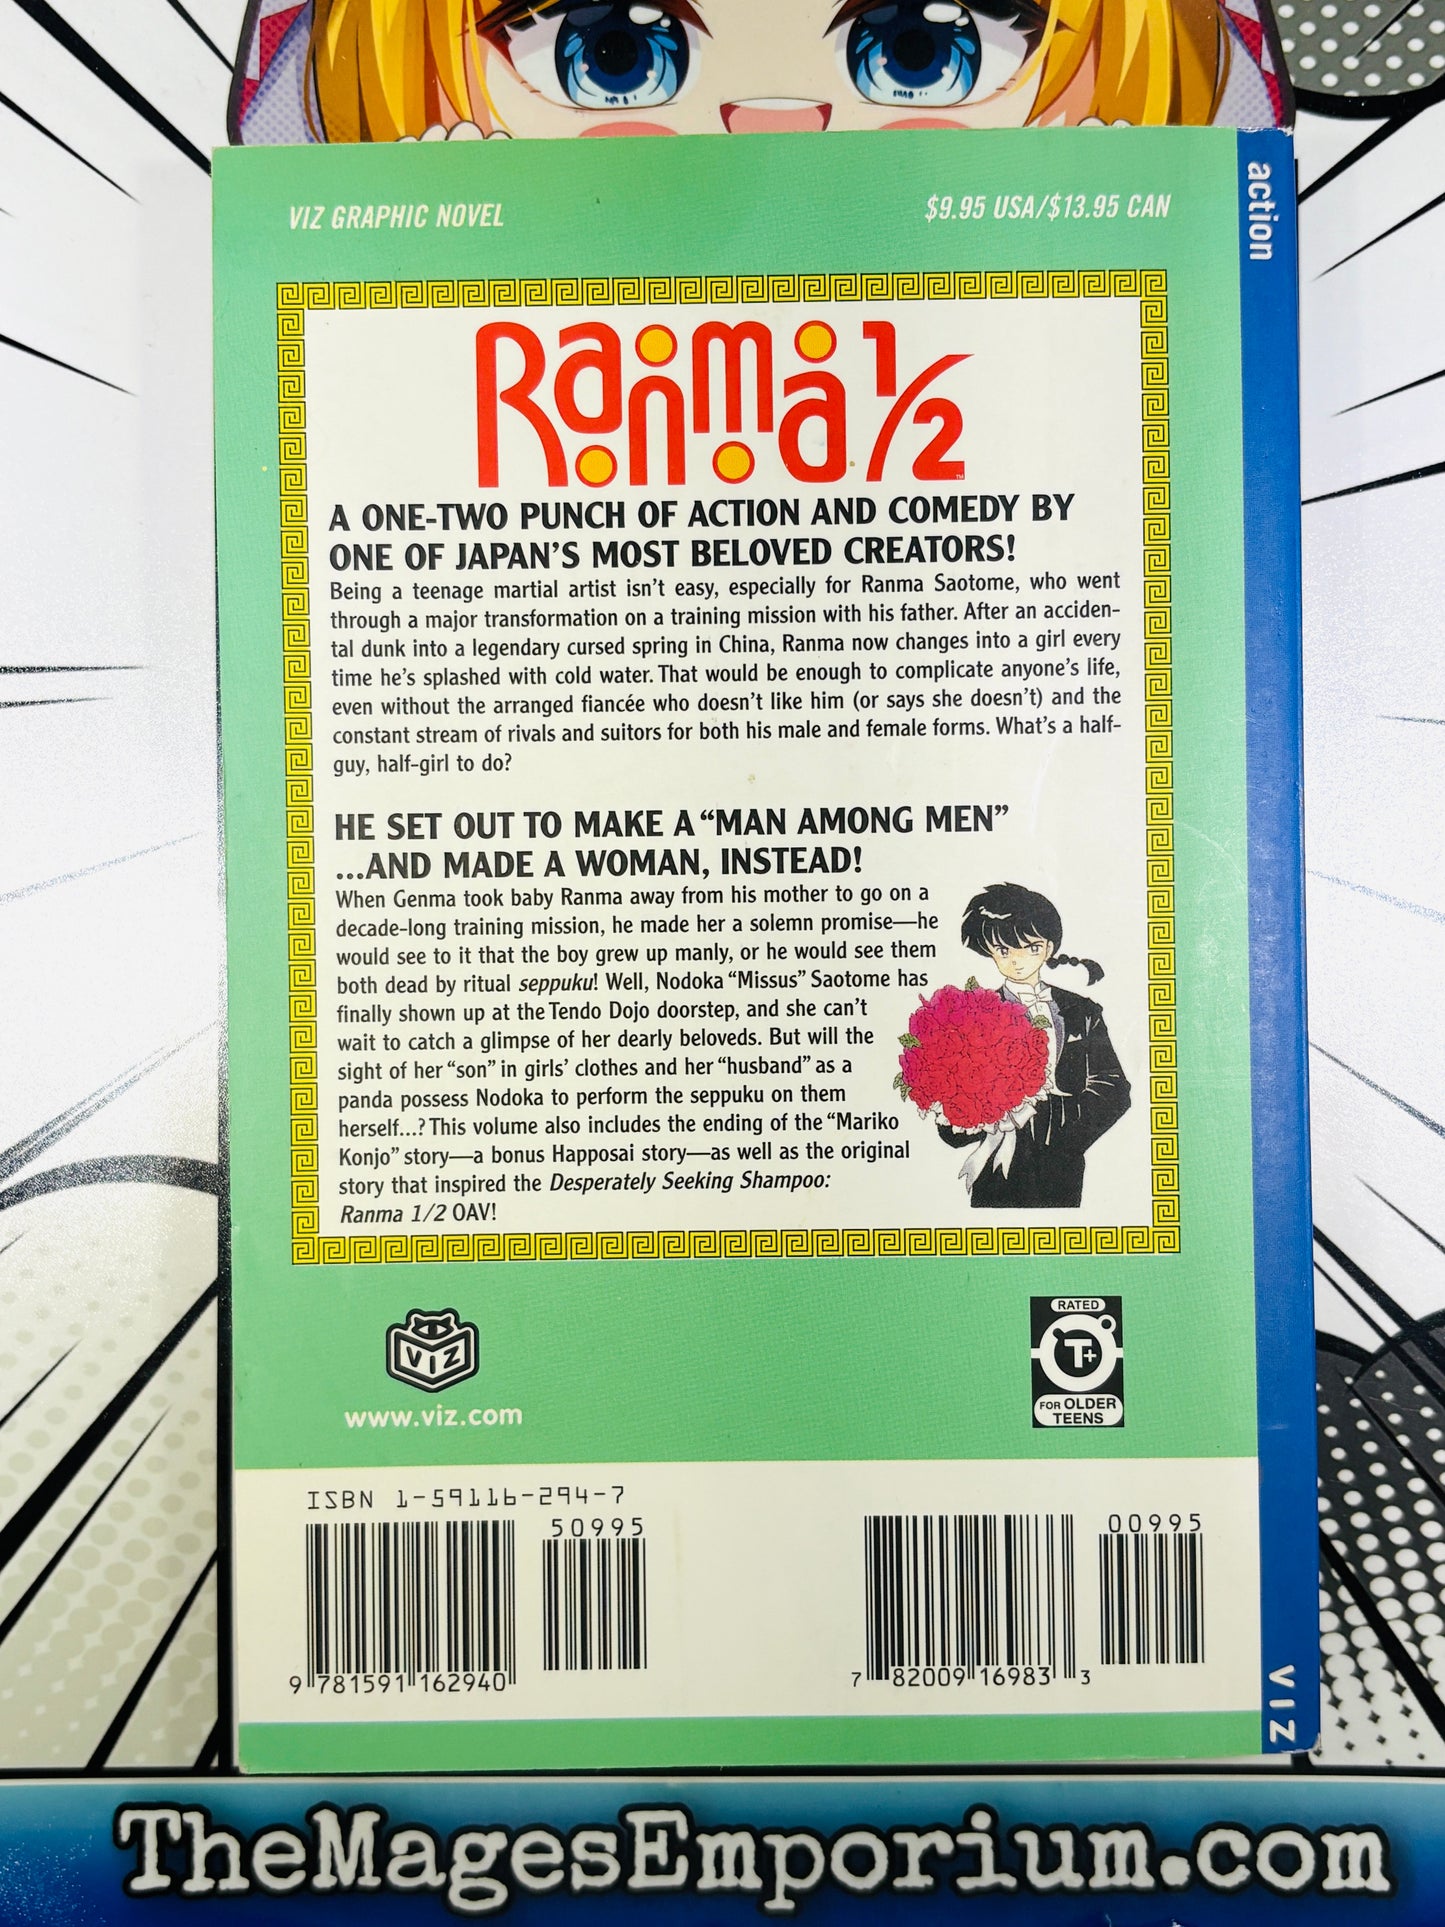 VIZ GRAPHIC NOVEL
$9.95 USA/$13.95 CAN
action
Ranma 1/2
TM
A ONE-TWO PUNCH OF ACTION AND COMEDY BY
ONE OF JAPAN'S MOST BELOVED CREATORS!
Being a teenage martial artist isn't easy, especially for Ranma Saotome, who went
through a major transformation on a training mission with his father. After an acciden-
tal dunk into a legendary cursed spring in China, Ranma now changes into a girl every
time he's splashed with cold water. That would be enough to complicate anyone's life,
even without the arranged fiancée who doesn't like him (or says she doesn't) and the
constant stream of rivals and suitors for both his male and female forms. What's a half-
guy, half-girl to do?
HE SET OUT TO MAKE A “MAN AMONG MEN”
...AND MADE A WOMAN, INSTEAD!
When Genma took baby Ranma away from his mother to go on a
decade-long training mission, he made her a solemn promise—he
would see to it that the boy grew up manly, or he would see them
both dead by ritual seppuku! Well, Nodoka “Missus” Saotome has
finally shown up at the Tendo Dojo doorstep, and she can't
wait to catch a glimpse of her dearly beloveds. But will the
sight of her “son” in girls' clothes and her “husband” as a
panda possess Nodoka to perform the seppuku on them
herself...? This volume also includes the ending of the “Mariko
Konjo” story—a bonus Happosai story—as well as the original
story that inspired the Desperately Seeking Shampoo:
Ranma 1/2 OAV!
VIZ
www.viz.com
RATED
T+
FOR OLDER
TEENS
ISBN 1-59116-294-7
50995
9 781591 162940
00995
7 82009 16983 3
VIZ
TheMagesEmporium.com